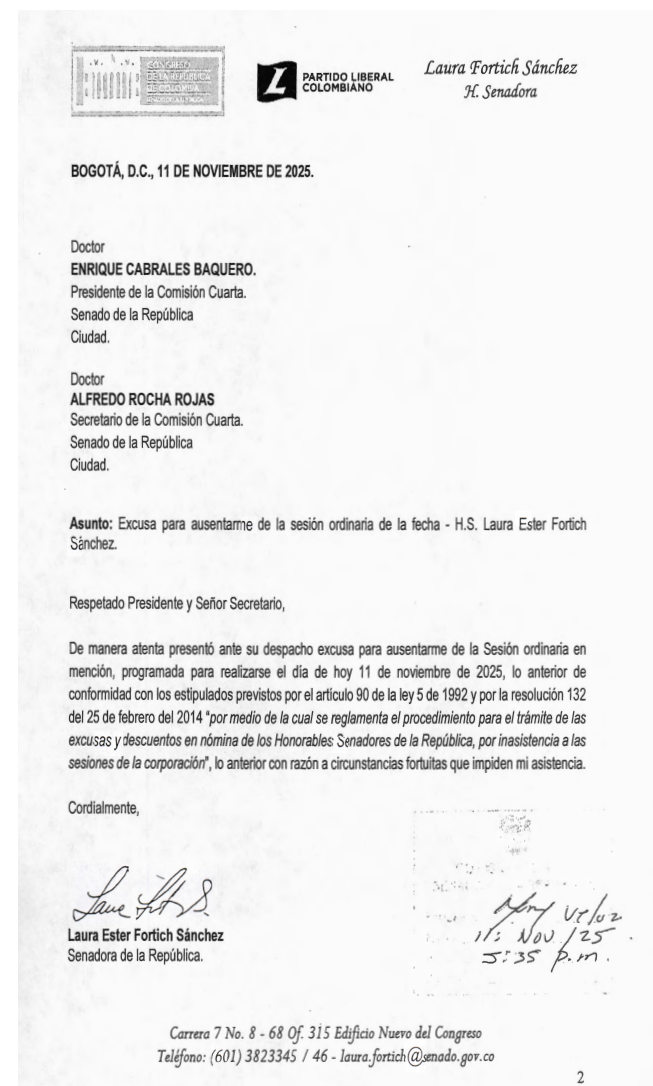 CONGRESO
DE LA REPÚBLICA
DE COLOMBIA
L
PARTIDO LIBERAL
COLOMBIANO
Laura Fortich Sánchez
H. Senadora
BOGOTÁ, D.C., 11 DE NOVIEMBRE DE 2025.
Doctor
ENRIQUE CABRALES BAQUERO.
Presidente de la Comisión Cuarta.
Senado de la República
Ciudad.
Doctor
ALFREDO ROCHA ROJAS
Secretario de la Comisión Cuarta.
Senado de la República
Ciudad.
Asunto: Excusa para ausentarme de la sesión ordinaria de la fecha - H.S. Laura Ester Fortich
Sánchez.
Respetado Presidente y Señor Secretario,
De manera atenta presentó ante su despacho excusa para ausentarme de la Sesión ordinaria en
mención, programada para realizarse el día de hoy 11 de noviembre de 2025, lo anterior de
conformidad con los estipulados previstos por el artículo 90 de la ley 5 de 1992 y por la resolución 132
del 25 de febrero del 2014 "por medio de la cual se reglamenta el procedimiento para el trámite de las
excusas y descuentos en nómina de los Honorables Senadores de la República, por inasistencia a las
sesiones de la corporación", lo anterior con razón a circunstancias fortuitas que impiden mi asistencia.
Cordialmente,
Laura Ester Fortich Sánchez
Senadora de la República.
11: NOV /25
5:35 p.m.
Carrera 7 No. 8 - 68 Of. 315 Edificio Nuevo del Congreso
Teléfono: (601) 3823345 / 46 - laura.fortich@senado.gov.co
2